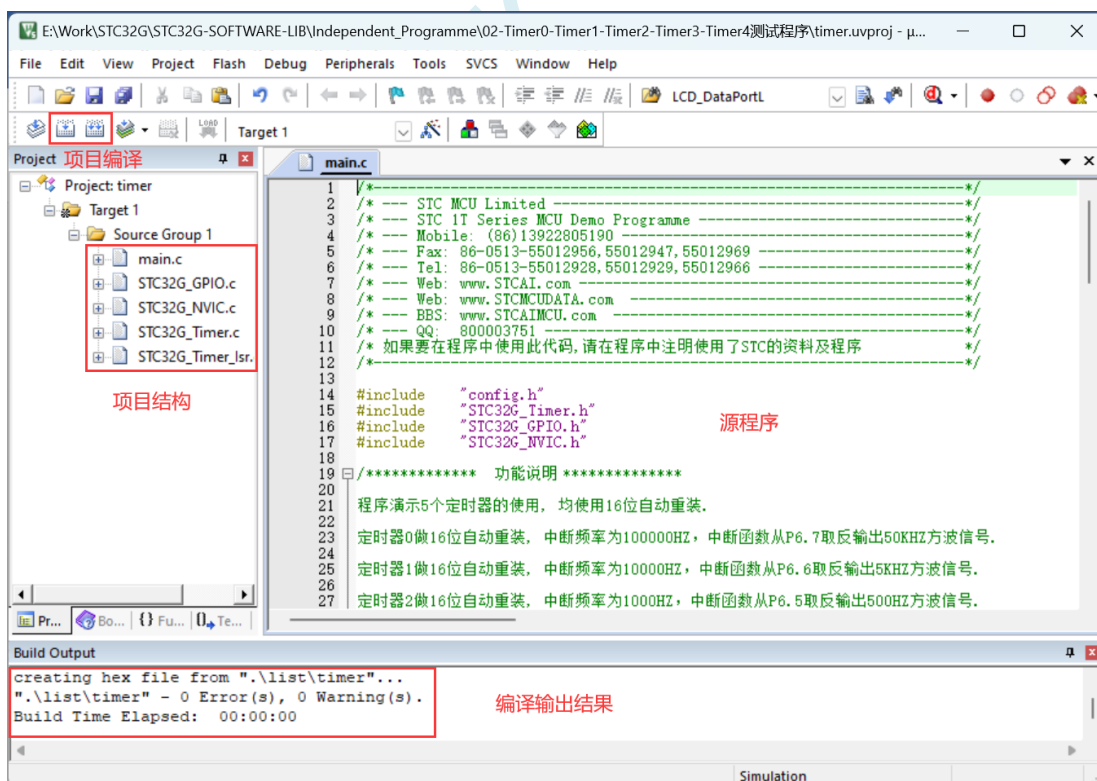 E:\Work\STC32G\STC32G-SOFTWARE-LIB\Independent_Programme\02-Timer0-Timer1-Timer2-Timer3-Timer4测试程序\timer.uvproj - µ...
File Edit View Project Flash Debug Peripherals Tools SVCS Window Help
LCD_DataPortL
LOAD
Target 1
Project 项目编译
main.c
Project: timer
Target 1
Source Group 1
main.c
STC32G_GPIO.c
STC32G_NVIC.c
STC32G_Timer.c
STC32G_Timer_Isr.
项目结构
1 /*---------------------------------------------------------------------*/
2 /* --- STC MCU Limited ------------------------------------------------*/
3 /* --- STC 1T Series MCU Demo Programme -------------------------------*/
4 /* --- Mobile: (86)13922805190 ----------------------------------------*/
5 /* --- Fax: 86-0513-55012956,55012947,55012969 ------------------------*/
6 /* --- Tel: 86-0513-55012928,55012929,55012966 ------------------------*/
7 /* --- Web: www.STCAI.com ---------------------------------------------*/
8 /* --- Web: www.STCMCUDATA.com ---------------------------------------*/
9 /* --- BBS: www.STCAIMCU.com -----------------------------------------*/
10 /* --- QQ: 800003751 -------------------------------------------------*/
11 /* 如果要在程序中使用此代码,请在程序中注明使用了STC的资料及程序 */
12 /*---------------------------------------------------------------------*/
13
14 #include "config.h"
15 #include "STC32G_Timer.h"
16 #include "STC32G_GPIO.h"
17 #include "STC32G_NVIC.h"
源程序
18
19 /************* 功能说明 **************
20
21 程序演示5个定时器的使用, 均使用16位自动重装.
22
23 定时器0做16位自动重装, 中断频率为100000HZ，中断函数从P6.7取反输出50KHZ方波信号.
24
25 定时器1做16位自动重装, 中断频率为10000HZ，中断函数从P6.6取反输出5KHZ方波信号.
26
27 定时器2做16位自动重装, 中断频率为1000HZ，中断函数从P6.5取反输出500HZ方波信号.
Pr... Bo... {} Fu... Te...
Build Output
creating hex file from ".\list\timer"...
".\list\timer" - 0 Error(s), 0 Warning(s).
Build Time Elapsed: 00:00:00
编译输出结果
Simulation